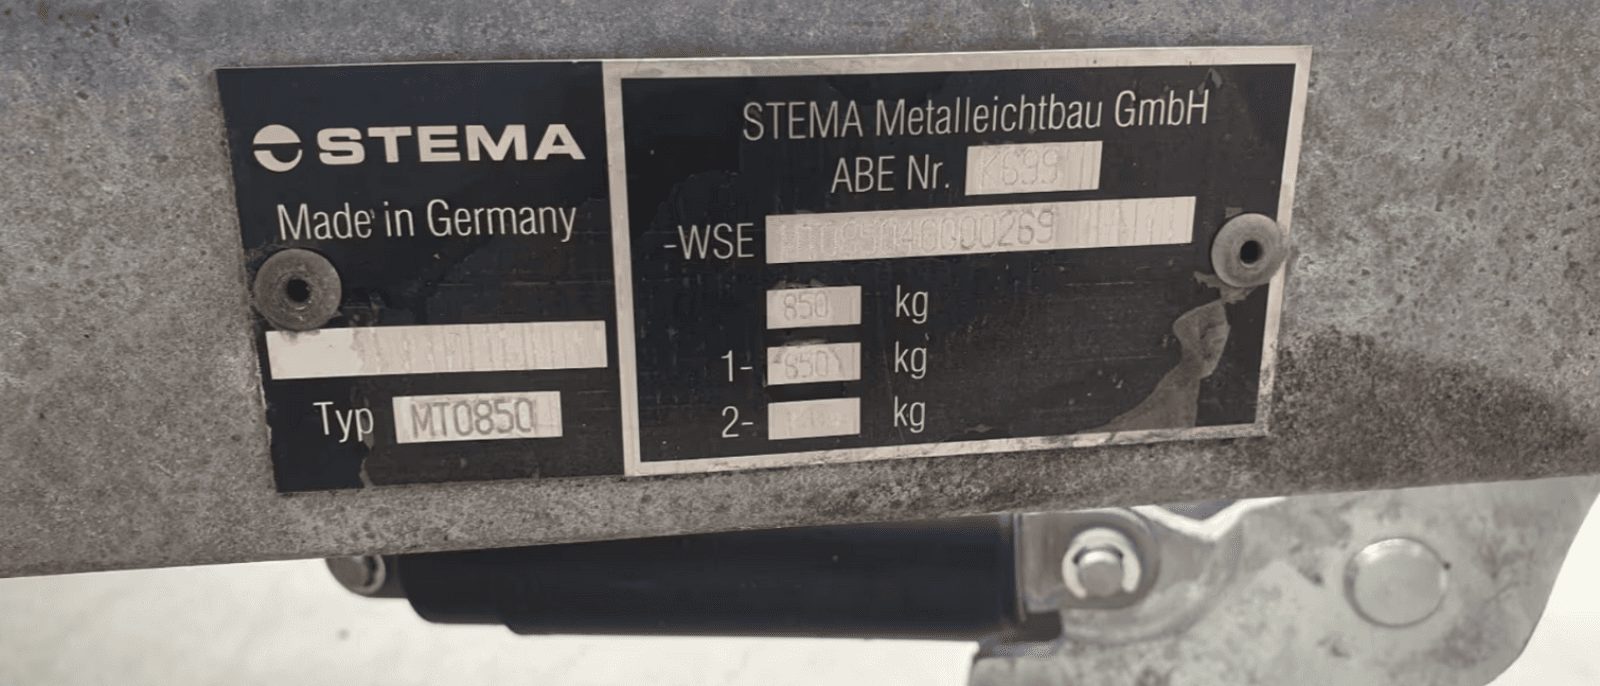 STEMA
Made in Germany
Typ MT0850
STEMA Metalleichtbau GmbH
ABE Nr. K699
-WSE
850 kg
1- 850 kg
2- kg